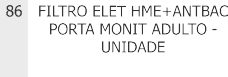 86 FILTRO ELET HME+ANTBAC
PORTA MONIT ADULTO -
UNIDADE